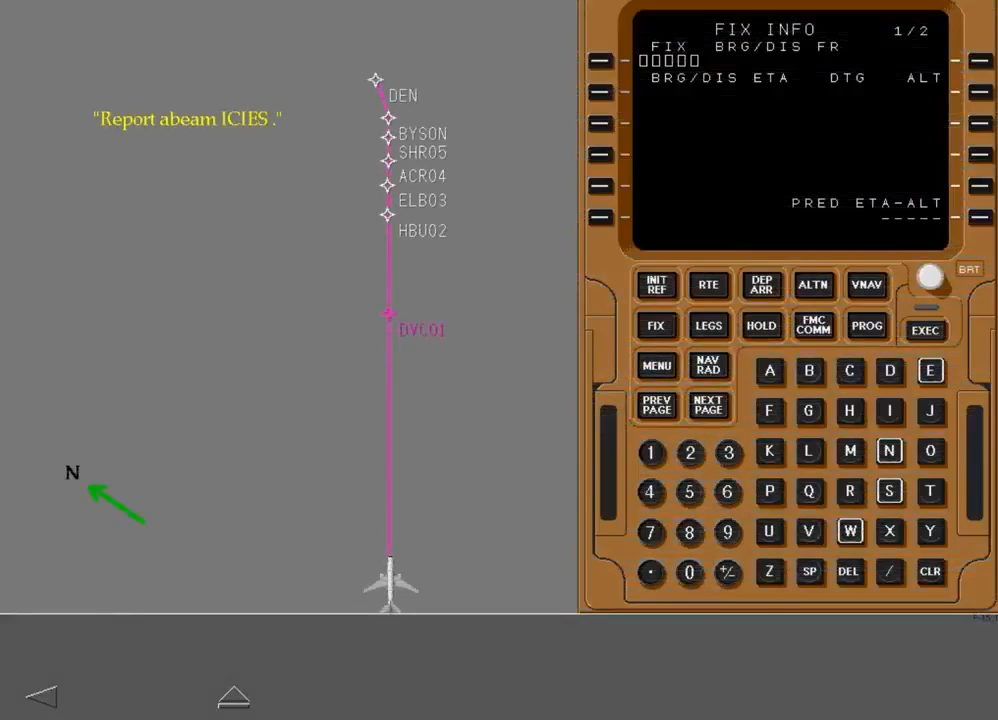 "Report abeam ICIES ."
DEN
BYSON
SHR05
ACR04
ELB03
HBU02
DVC01
N
FIX INFO 1/2
FIX BRG/DIS FR
BRG/DIS ETA DTG ALT
PRED ETA-ALT
-----
BRT
INIT REF
RTE
DEP ARR
ALTN
VNAV
FIX
LEGS
HOLD
FMC COMM
PROG
EXEC
MENU
NAV RAD
PREV PAGE
NEXT PAGE
A B C D E
F G H I J
K L M N O
P Q R S T
U V W X Y
Z SP DEL / CLR
1 2 3
4 5 6
7 8 9
. 0 +/-